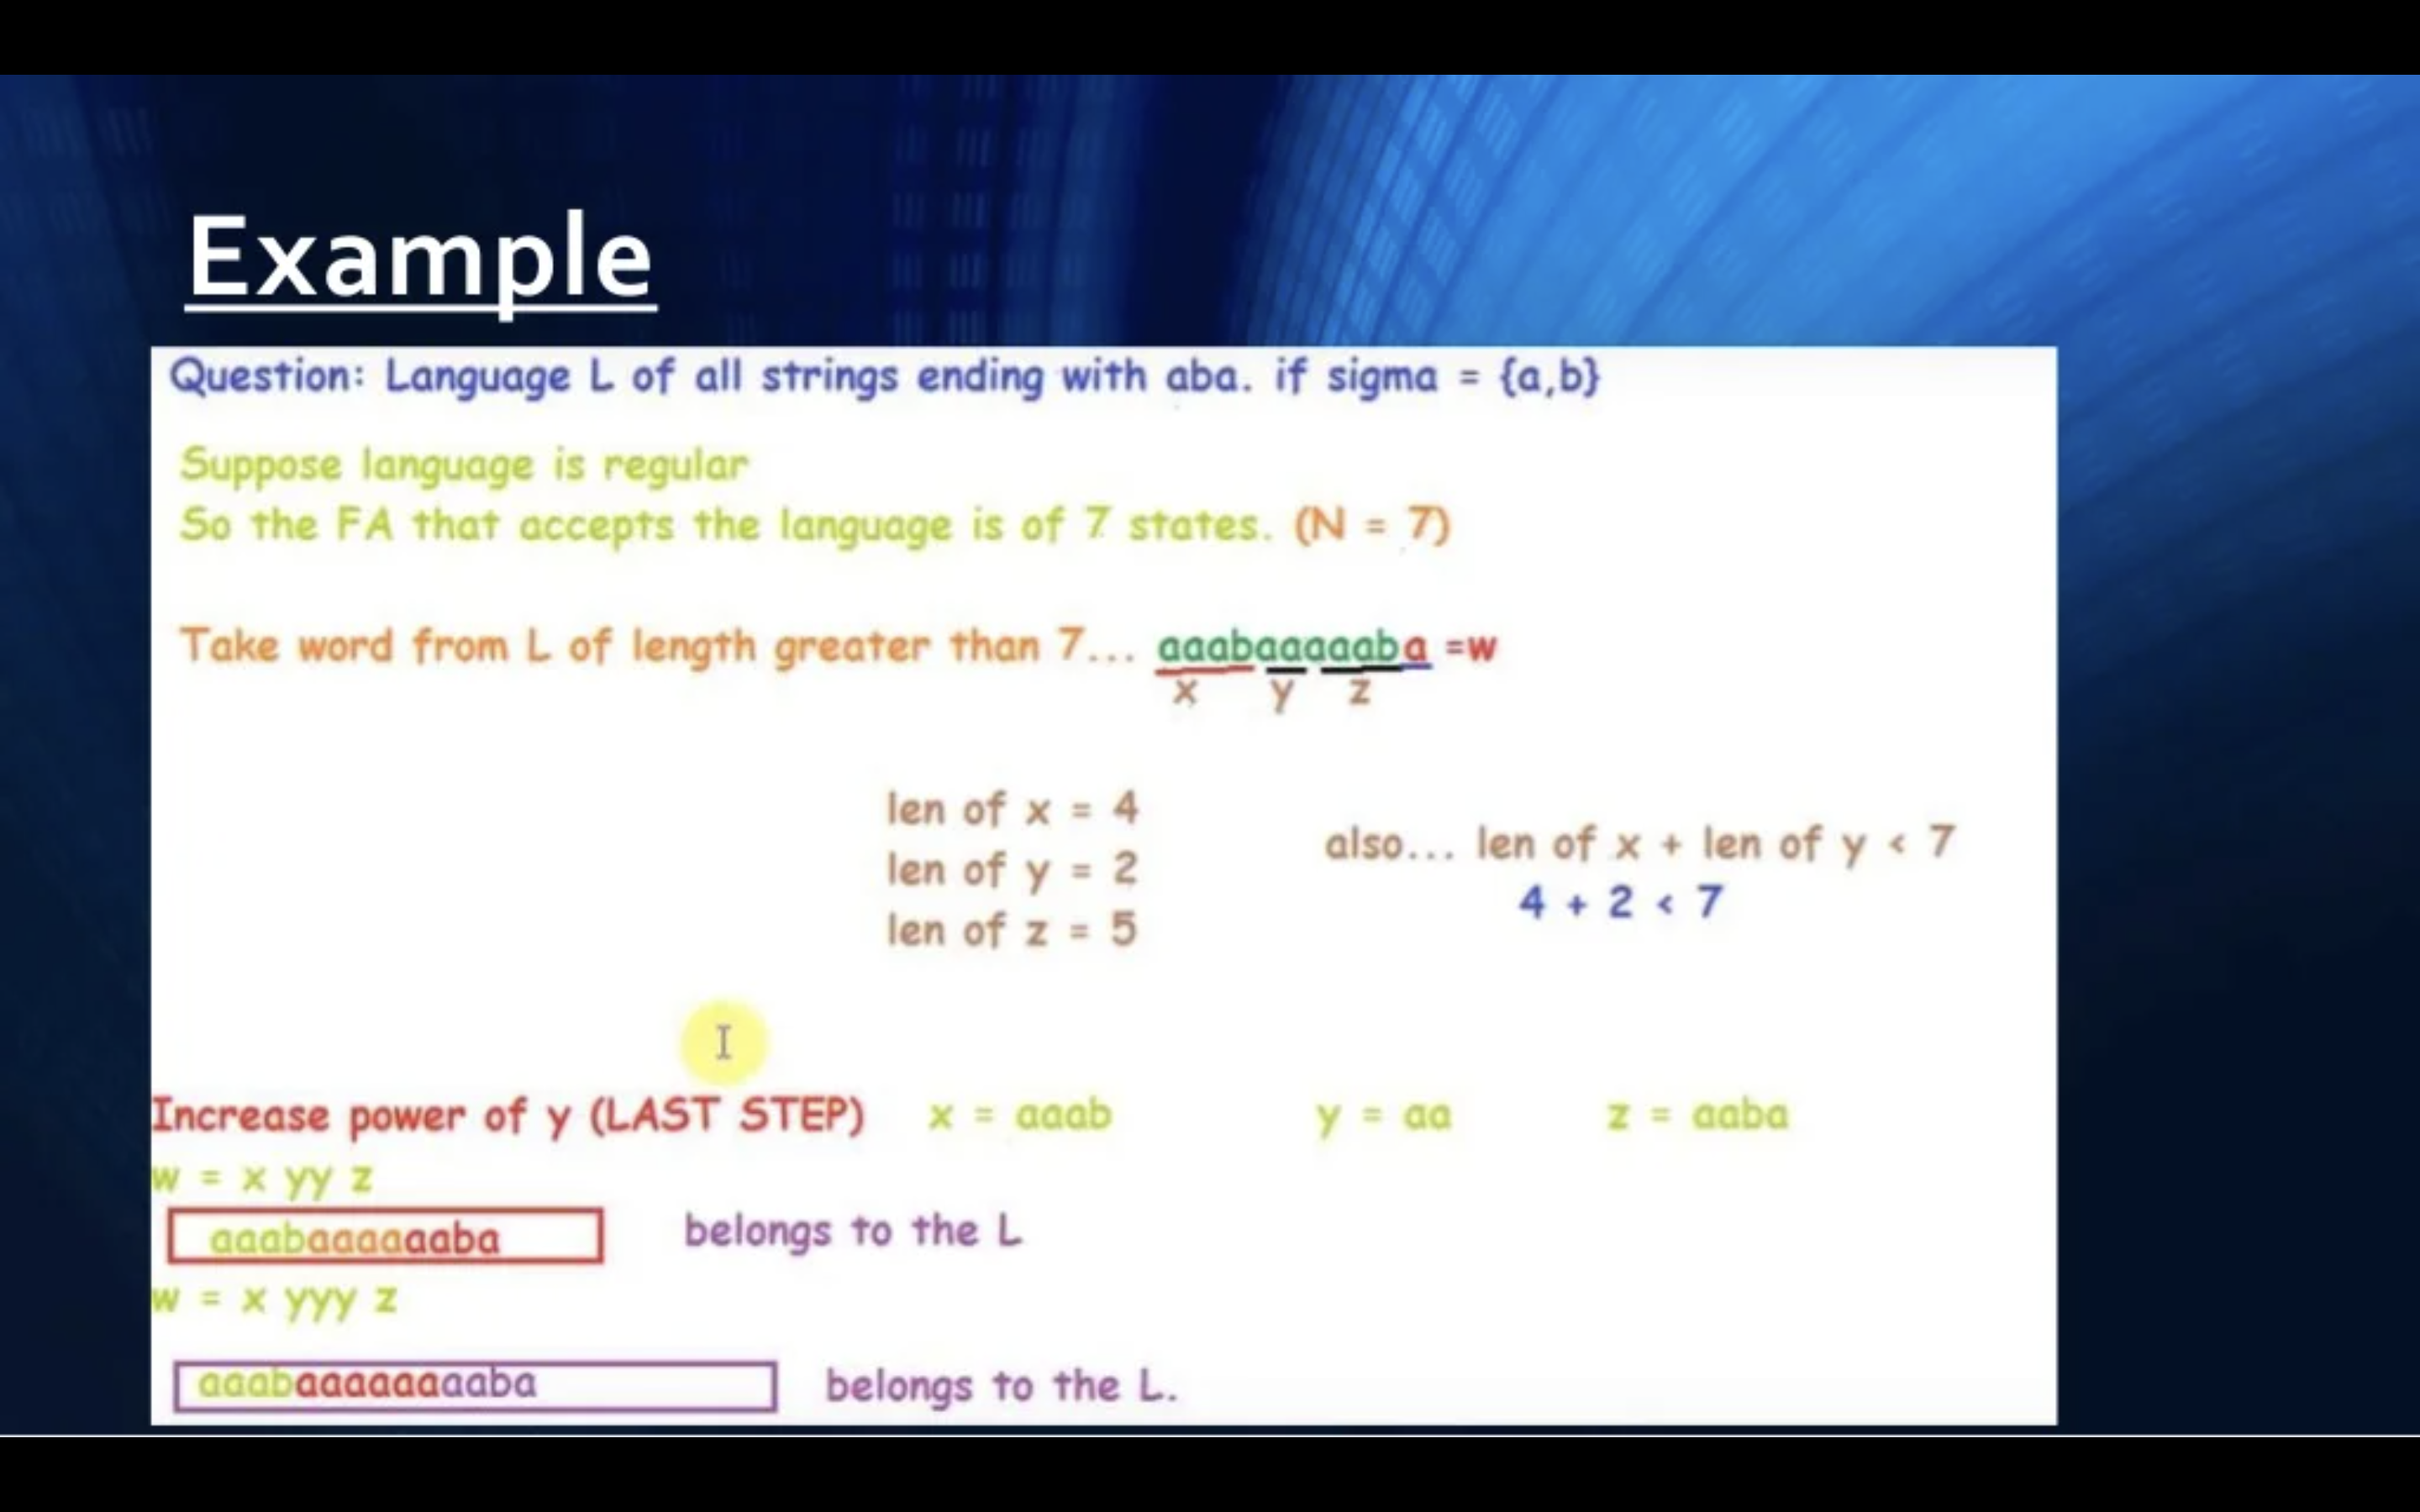 Example
Question: Language L of all strings ending with aba. if sigma = {a,b}
Suppose language is regular
So the FA that accepts the language is of 7 states. (N = 7)
Take word from L of length greater than 7... aaabaaaaaba =w
x y z
len of x = 4
len of y = 2
len of z = 5
also... len of x + len of y < 7
4 + 2 < 7
Increase power of y (LAST STEP) x = aaab y = aa z = aaba
w = x yy z
aaabaaaaaaba belongs to the L
w = x yyy z
aaabaaaaaaaaba belongs to the L.